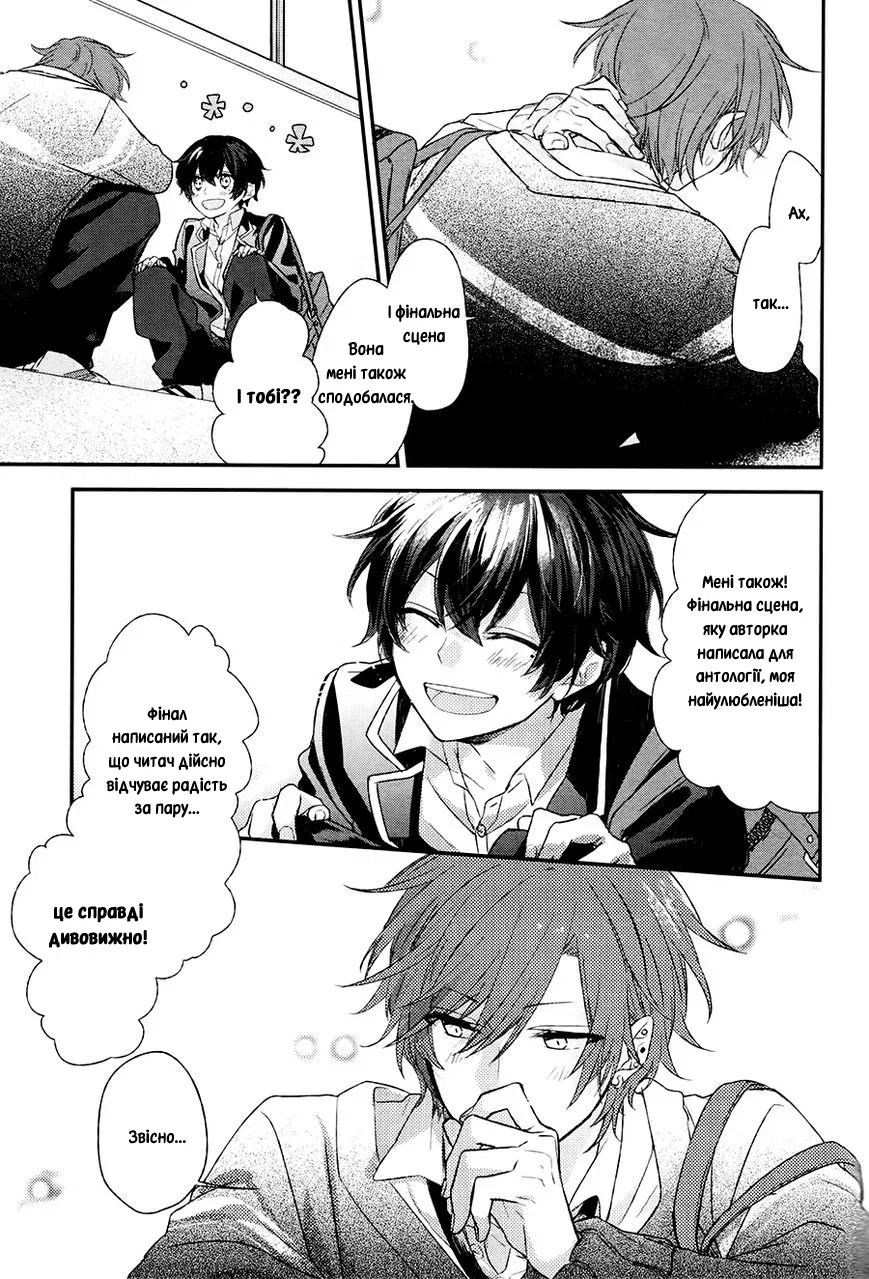 Ах,
так...
І фінальна
сцена
Вона
мені також
сподобалася.
І тобі??
Мені також!
Фінальна сцена,
яку авторка
написала для
антології, моя
найулюбленіша!
Фінал
написаний так,
що читач дійсно
відчуває радість
за пару...
це справді
дивовижно!
Звісно...